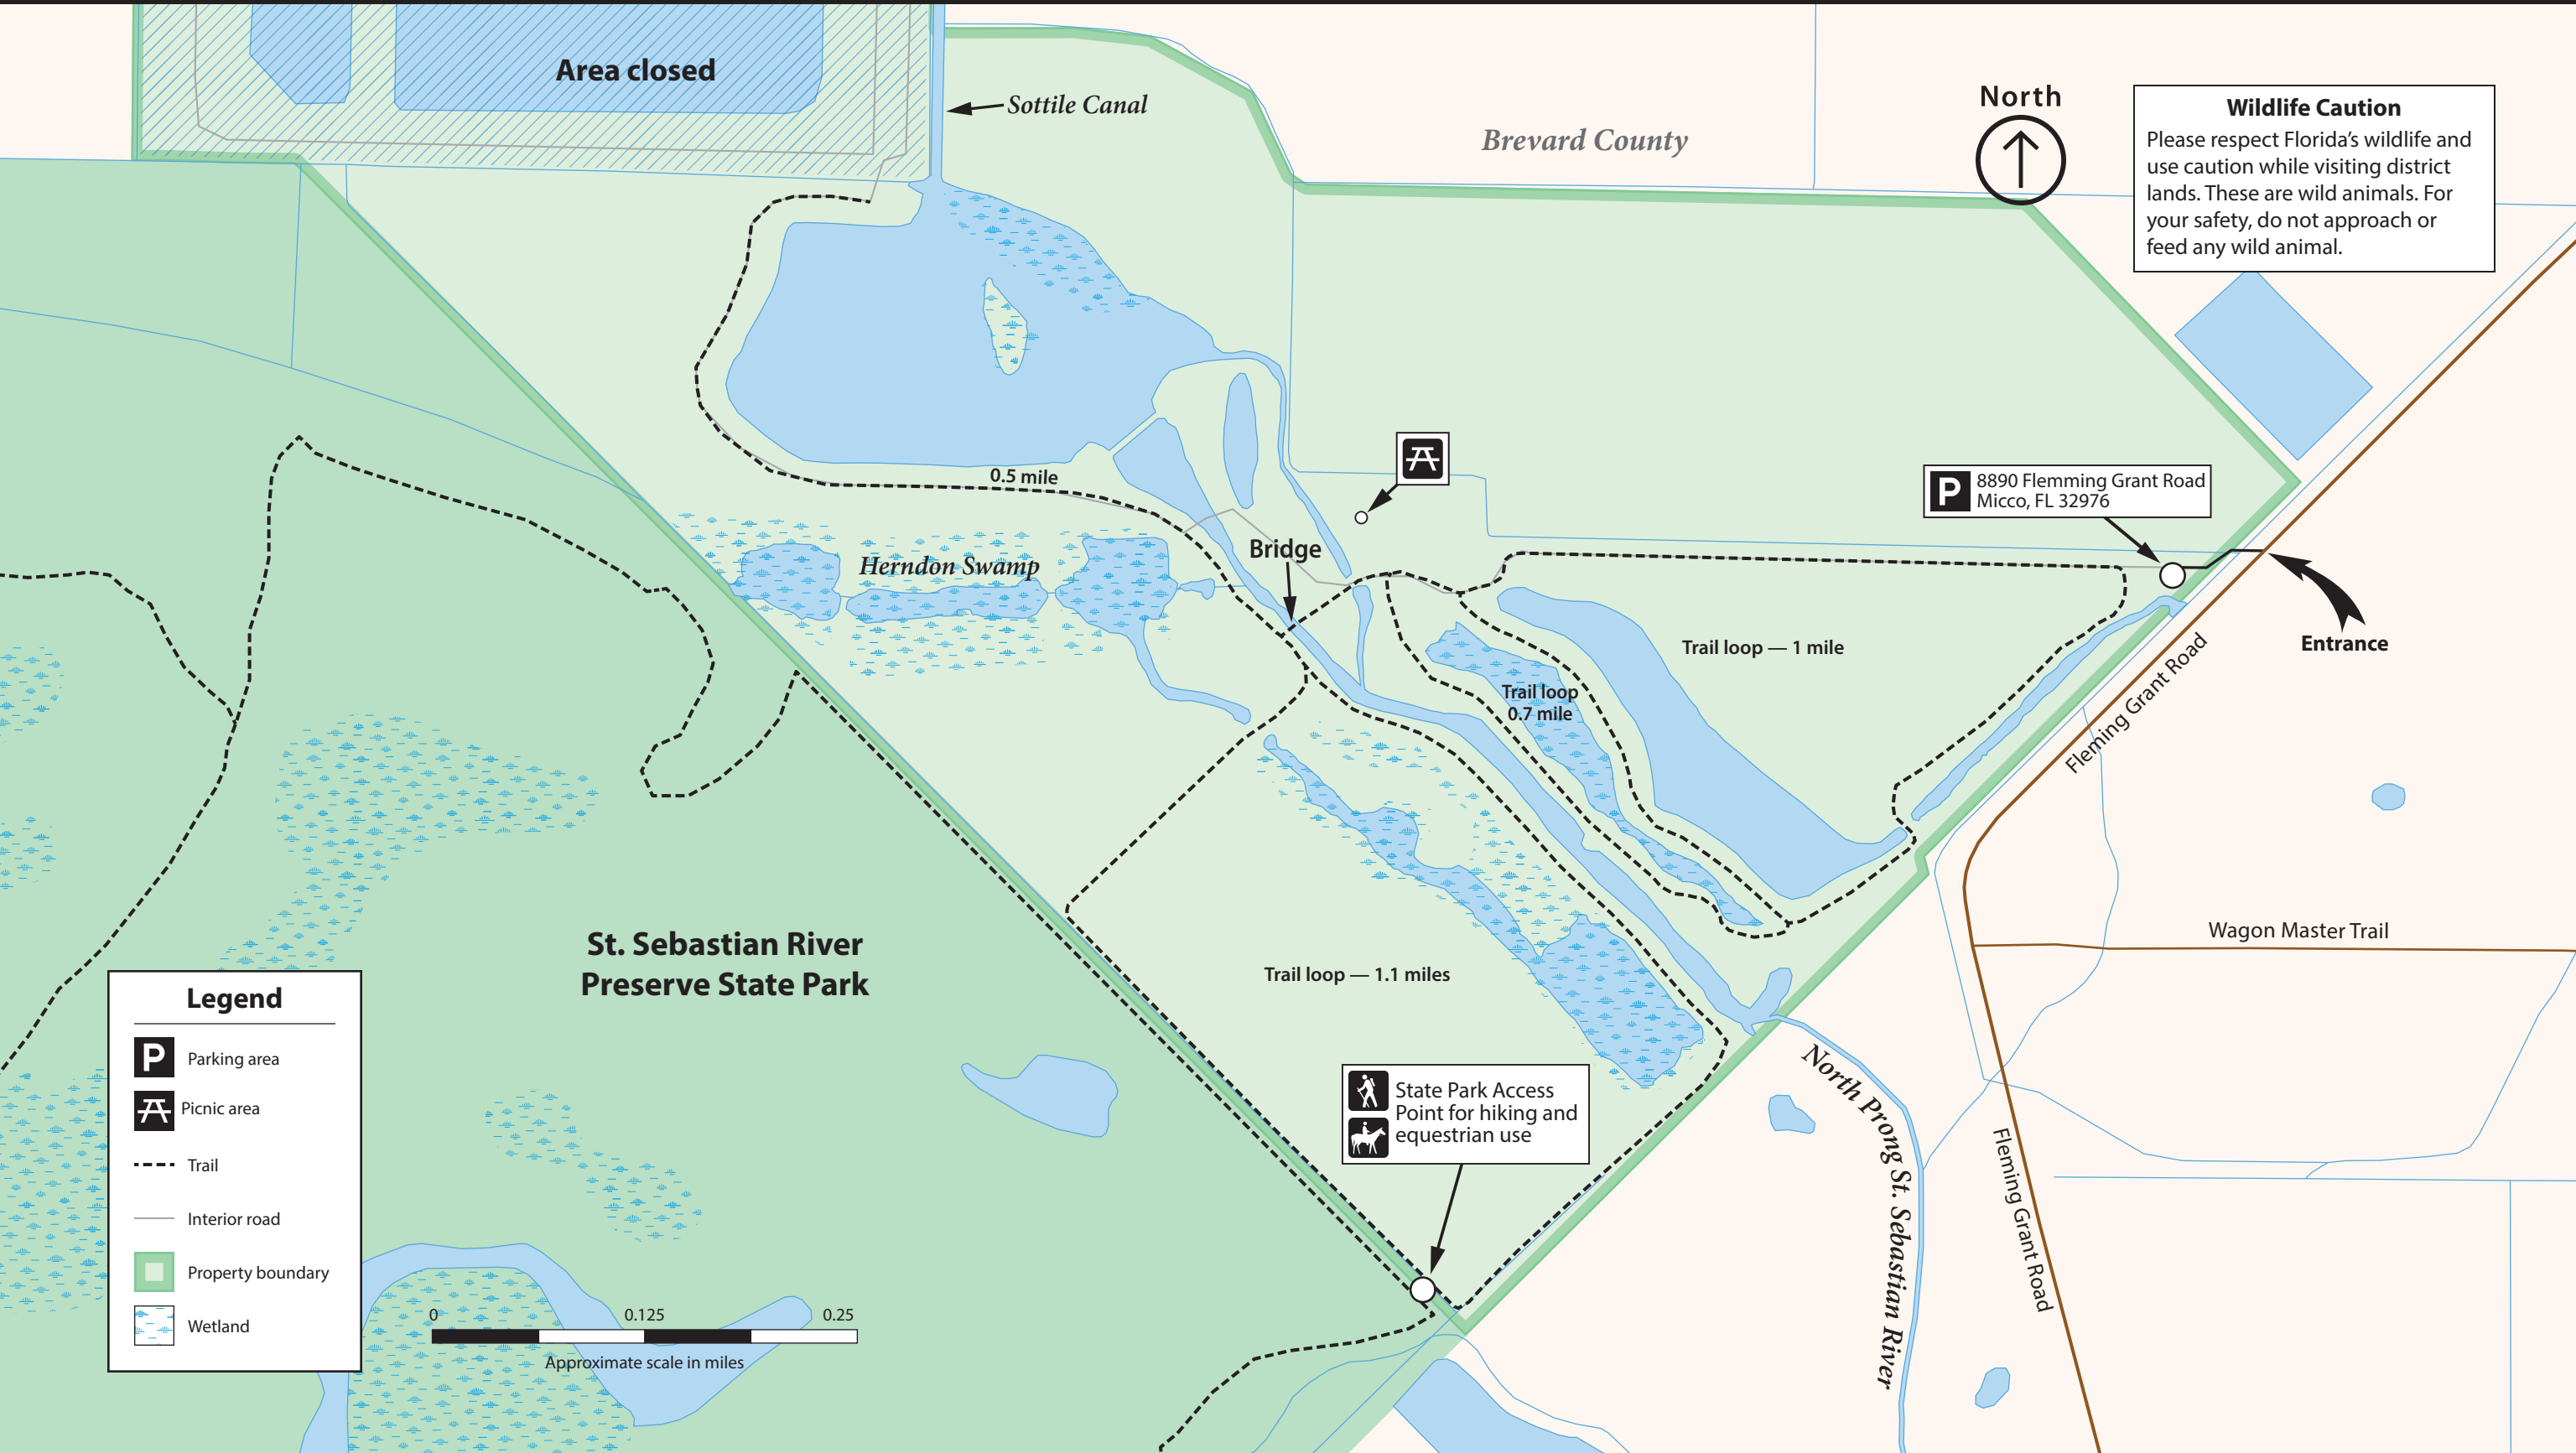 Area closed
Sottile Canal
Brevard County
North
Wildlife Caution
Please respect Florida’s wildlife and
use caution while visiting district
lands. These are wild animals. For
your safety, do not approach or
feed any wild animal.
0.5 mile
P
8890 Flemming Grant Road
Micco, FL 32976
Herndon Swamp
Bridge
Entrance
Trail loop — 1 mile
Trail loop
0.7 mile
Fleming Grant Road
Wagon Master Trail
St. Sebastian River
Preserve State Park
Trail loop — 1.1 miles
State Park Access
Point for hiking and
equestrian use
North Prong St. Sebastian River
Fleming Grant Road
Legend
P Parking area
Picnic area
Trail
Interior road
Property boundary
Wetland
0 0.125 0.25
Approximate scale in miles